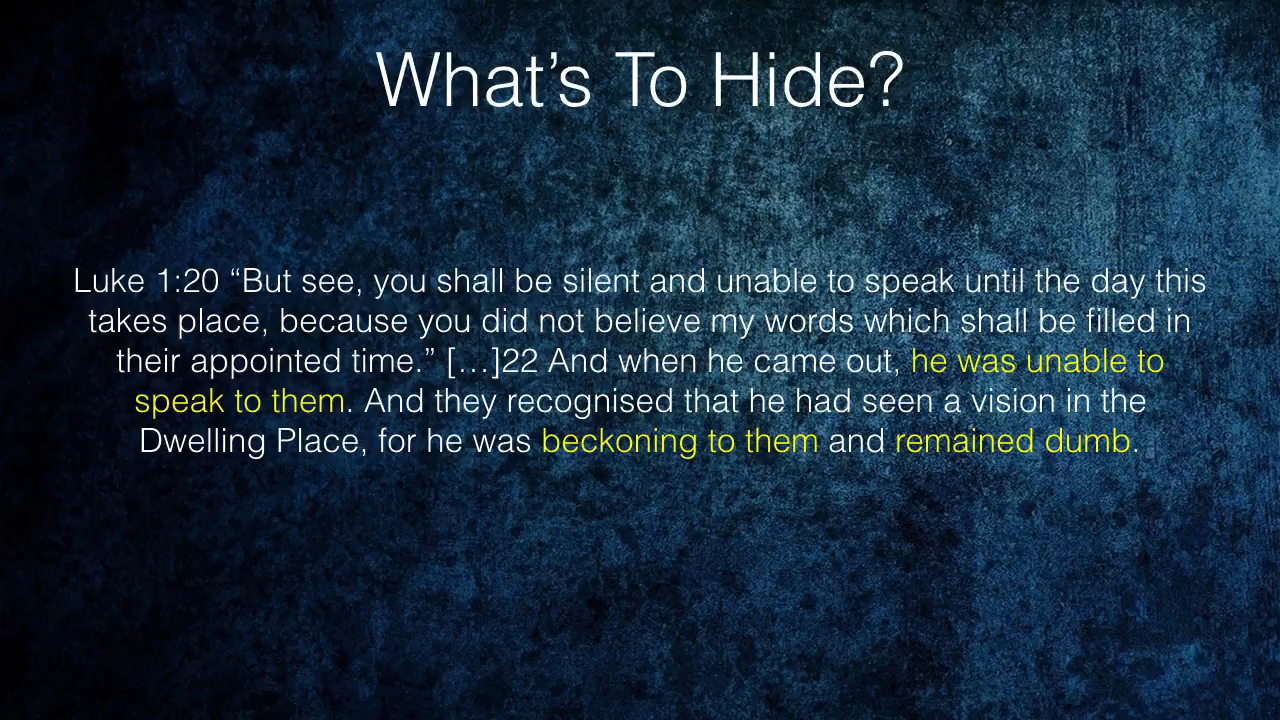 What’s To Hide?
Luke 1:20 “But see, you shall be silent and unable to speak until the day this
takes place, because you did not believe my words which shall be filled in
their appointed time.” […]22 And when he came out, he was unable to
speak to them. And they recognised that he had seen a vision in the
Dwelling Place, for he was beckoning to them and remained dumb.